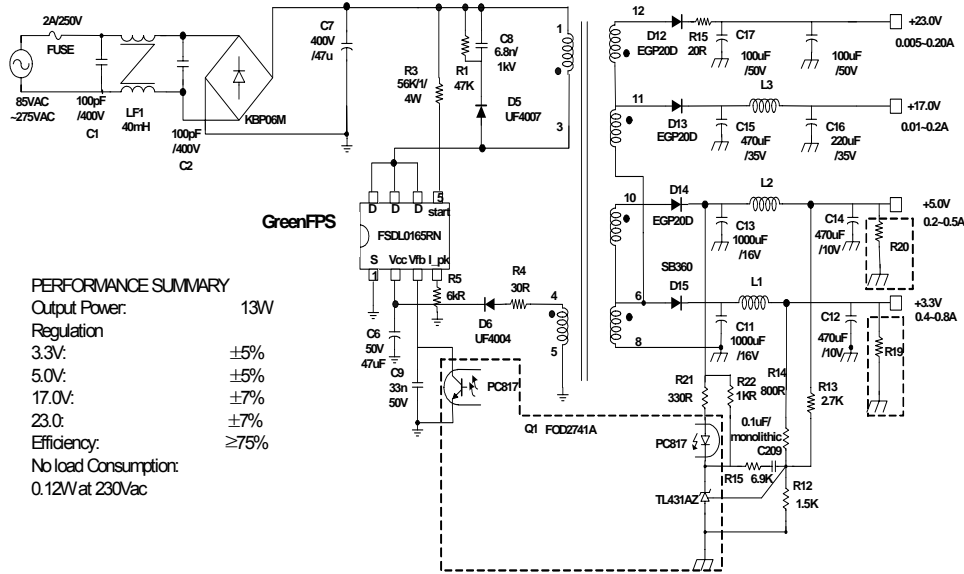 2A/250V
FUSE
85VAC
~275VAC
100pF
/400V
C1
LF1
40mH
100pF
/400V
C2
KBP06M
C7
400V
/47u
R3
56K/1/
4W
R1
47K
C8
6.8n/
1kV
D5
UF4007
1
3
12
D12
EGP20D
R15
20R
C17
100uF
/50V
100uF
/50V
+23.0V
0.005~0.20A
11
D13
EGP20D
C15
470uF
/35V
L3
C16
220uF
/35V
+17.0V
0.01~0.2A
10
D14
EGP20D
C13
1000uF
/16V
L2
C14
470uF
/10V
R20
+5.0V
0.2~0.5A
6
8
SB360
D15
C11
1000uF
/16V
L1
C12
470uF
/10V
R19
+3.3V
0.4~0.8A
GreenFPS
D D D 5
start
FSDL0165RN
S Vcc Vfb I_pk
1
R5
6kR
R4
30R
D6
UF4004
4
5
C6
50V
47uF
C9
33n
50V
PC817
Q1 FOD2741A
R21
330R
R22
1KR
R14
800R
R13
2.7K
PC817
0.1uF/
monolithic
C209
R15 6.9K
R12
1.5K
TL431AZ
PERFORMANCE SUMMARY
Output Power: 13W
Regulation
3.3V: ±5%
5.0V: ±5%
17.0V: ±7%
23.0: ±7%
Efficiency: ≥75%
No load Consumption:
0.12W at 230Vac